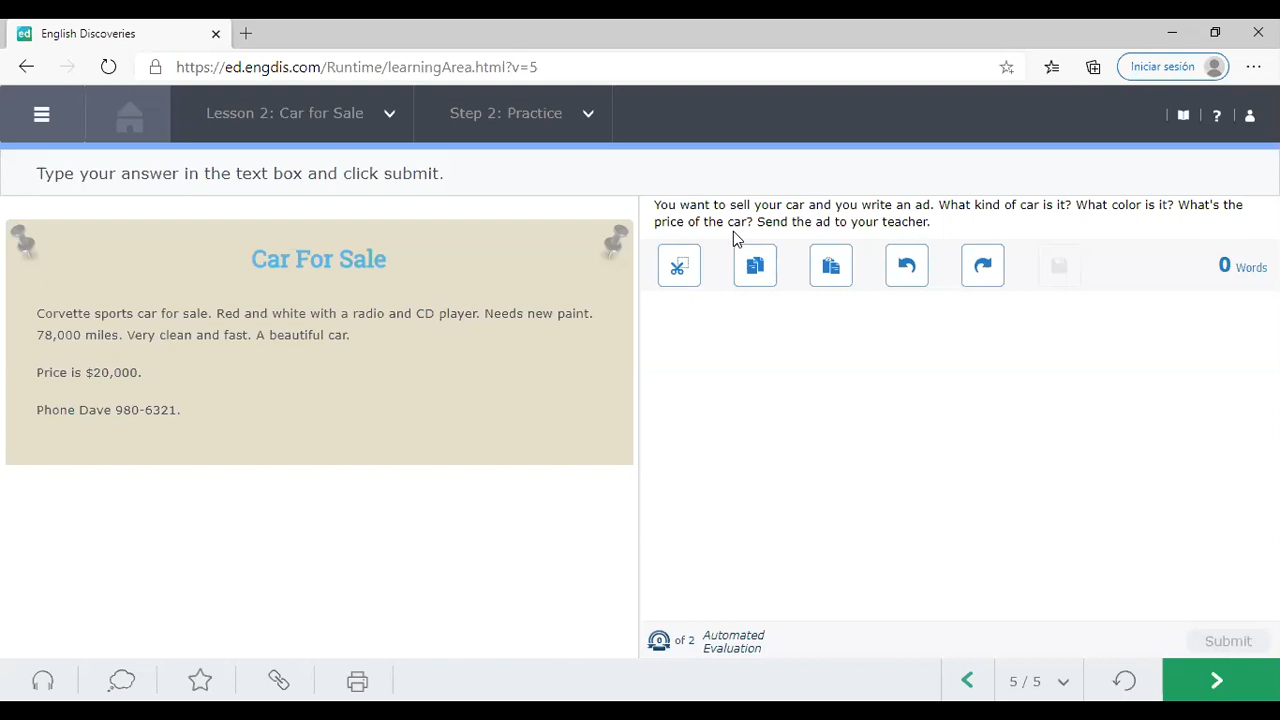 ed English Discoveries
https://ed.engdis.com/Runtime/learningArea.html?v=5
Iniciar sesión
Lesson 2: Car for Sale
Step 2: Practice
?
Type your answer in the text box and click submit.
Car For Sale
Corvette sports car for sale. Red and white with a radio and CD player. Needs new paint.
78,000 miles. Very clean and fast. A beautiful car.
Price is $20,000.
Phone Dave 980-6321.
You want to sell your car and you write an ad. What kind of car is it? What color is it? What's the
price of the car? Send the ad to your teacher.
0 Words
0 of 2
Automated
Evaluation
Submit
5 / 5